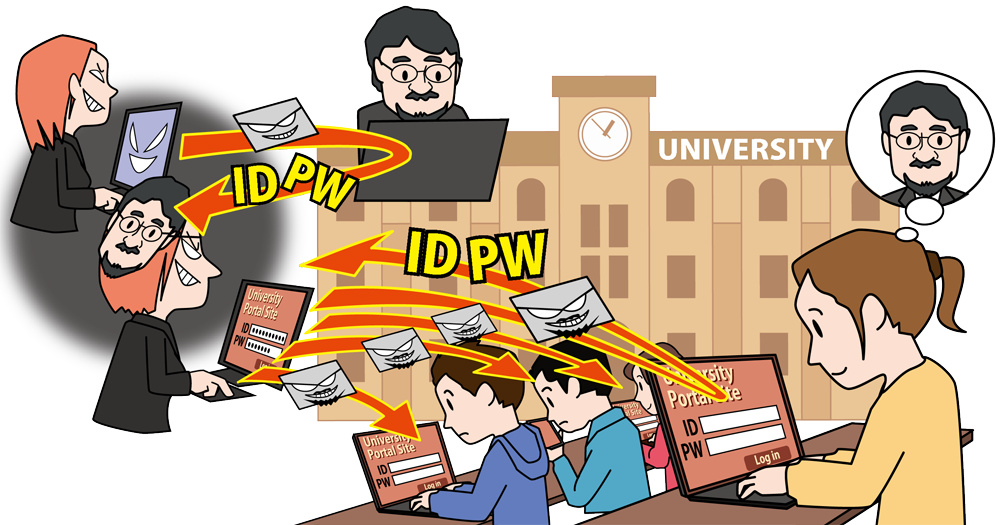 ID PW
UNIVERSITY
ID PW
University
Portal Site
ID
PW
University
Portal Site
ID
PW
Log in
University
Portal Site
ID
PW
Log in